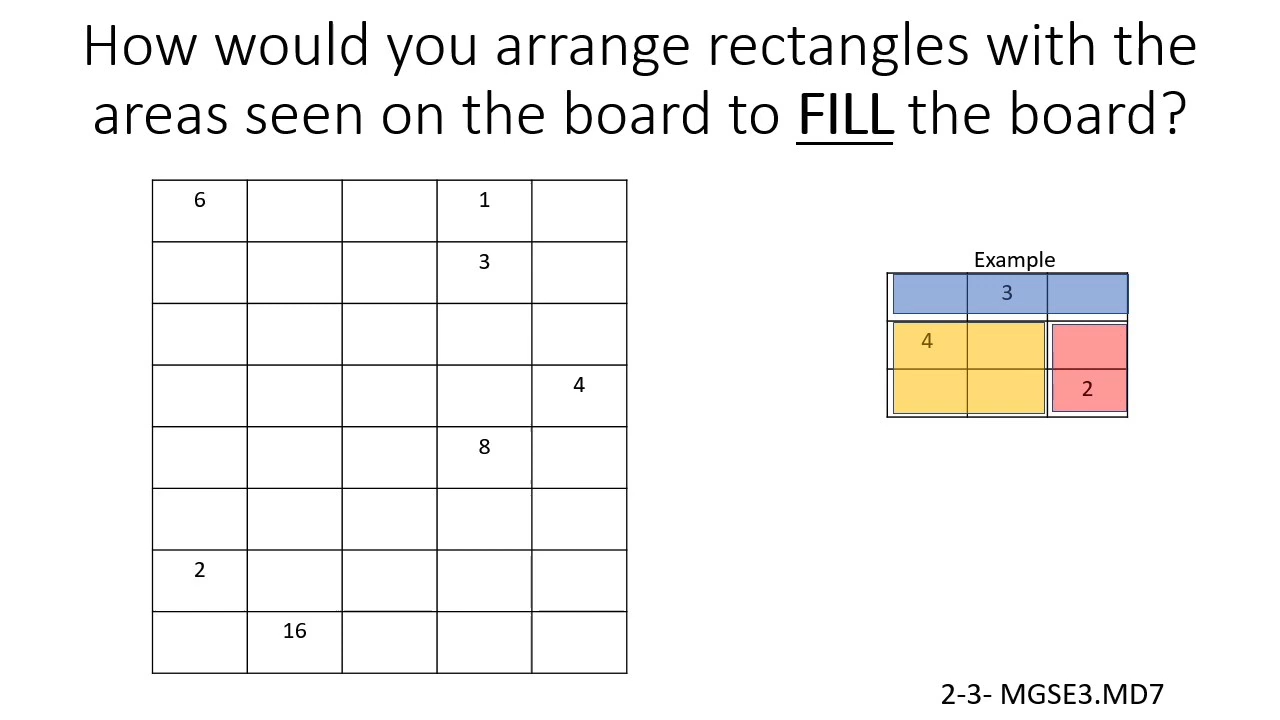 How would you arrange rectangles with the
areas seen on the board to FILL the board?
6 1
3
4
8
2
16
Example
3
4
2
2-3- MGSE3.MD7